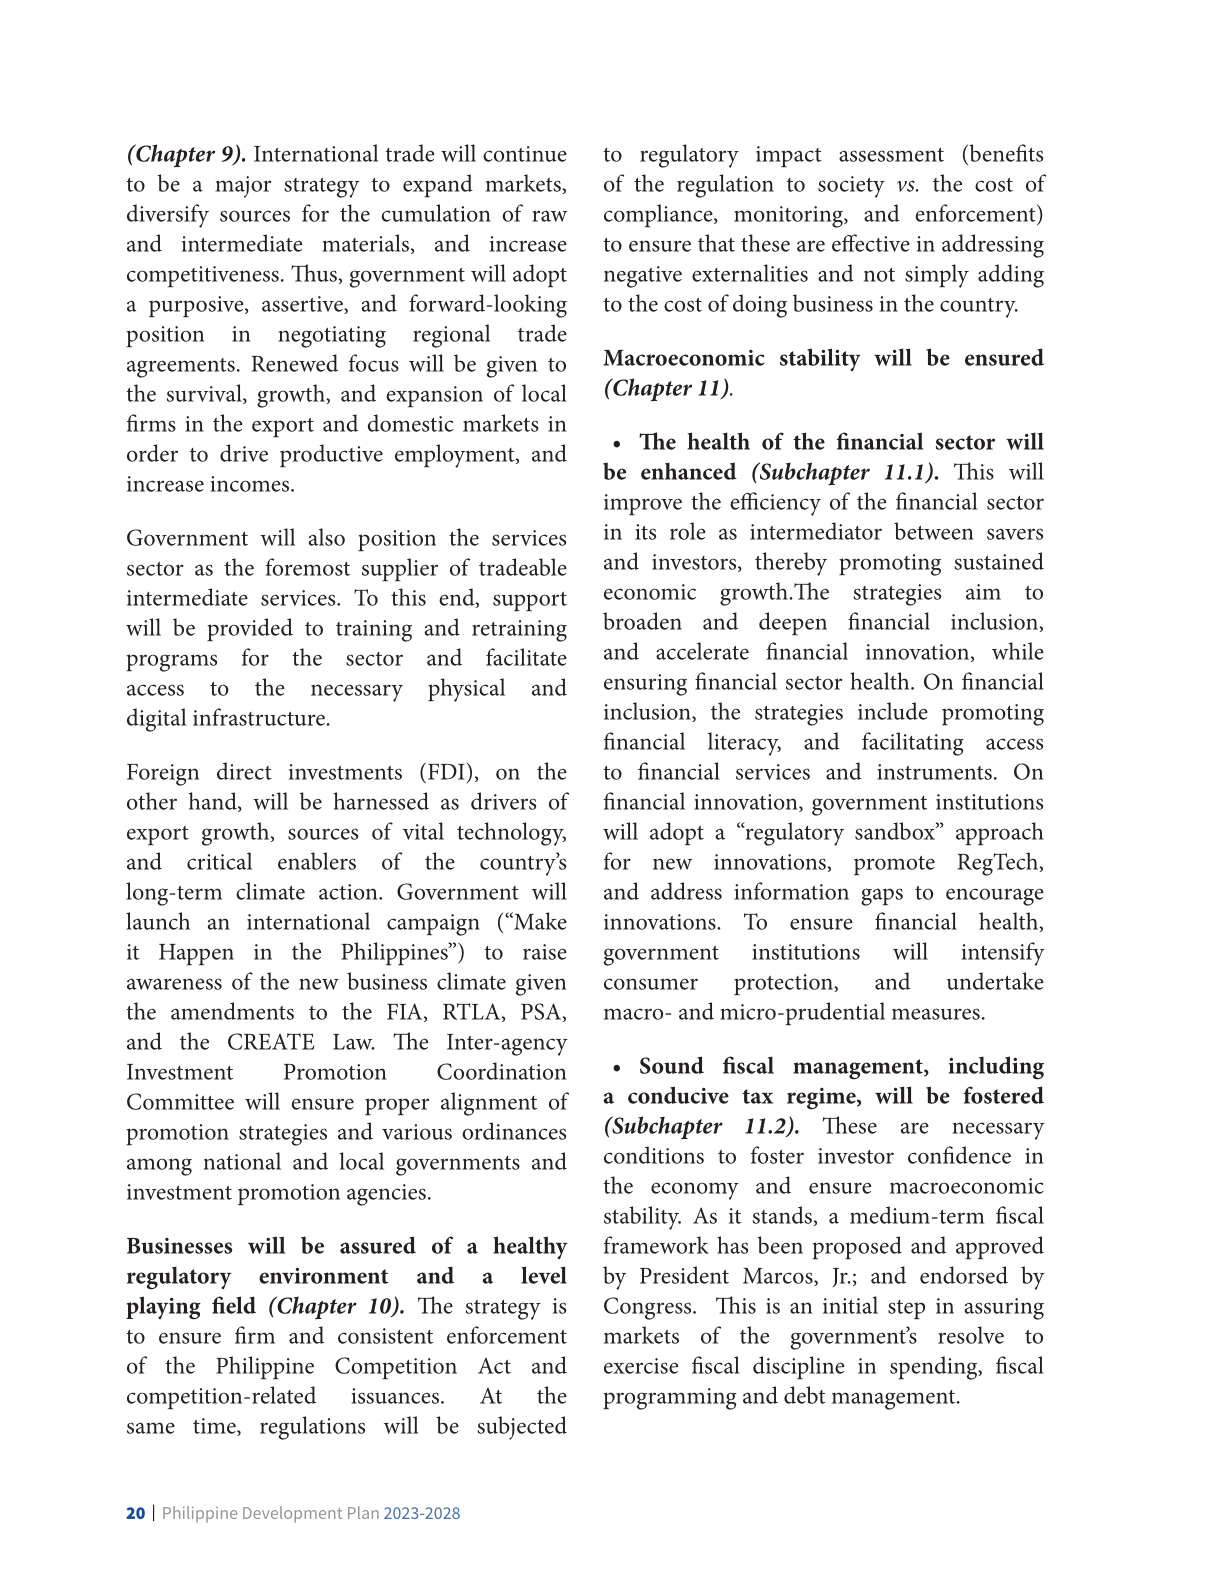 (Chapter 9). International trade will continue
to be a major strategy to expand markets,
diversify sources for the cumulation of raw
and intermediate materials, and increase
competitiveness. Thus, government will adopt
a purposive, assertive, and forward-looking
position in negotiating regional trade
agreements. Renewed focus will be given to
the survival, growth, and expansion of local
firms in the export and domestic markets in
order to drive productive employment, and
increase incomes.
Government will also position the services
sector as the foremost supplier of tradeable
intermediate services. To this end, support
will be provided to training and retraining
programs for the sector and facilitate
access to the necessary physical and
digital infrastructure.
Foreign direct investments (FDI), on the
other hand, will be harnessed as drivers of
export growth, sources of vital technology,
and critical enablers of the country’s
long-term climate action. Government will
launch an international campaign (“Make
it Happen in the Philippines”) to raise
awareness of the new business climate given
the amendments to the FIA, RTLA, PSA,
and the CREATE Law. The Inter-agency
Investment Promotion Coordination
Committee will ensure proper alignment of
promotion strategies and various ordinances
among national and local governments and
investment promotion agencies.
Businesses will be assured of a healthy
regulatory environment and a level
playing field (Chapter 10). The strategy is
to ensure firm and consistent enforcement
of the Philippine Competition Act and
competition-related issuances. At the
same time, regulations will be subjected
to regulatory impact assessment (benefits
of the regulation to society vs. the cost of
compliance, monitoring, and enforcement)
to ensure that these are effective in addressing
negative externalities and not simply adding
to the cost of doing business in the country.
Macroeconomic stability will be ensured
(Chapter 11).
• The health of the financial sector will
be enhanced (Subchapter 11.1). This will
improve the efficiency of the financial sector
in its role as intermediator between savers
and investors, thereby promoting sustained
economic growth.The strategies aim to
broaden and deepen financial inclusion,
and accelerate financial innovation, while
ensuring financial sector health. On financial
inclusion, the strategies include promoting
financial literacy, and facilitating access
to financial services and instruments. On
financial innovation, government institutions
will adopt a “regulatory sandbox” approach
for new innovations, promote RegTech,
and address information gaps to encourage
innovations. To ensure financial health,
government institutions will intensify
consumer protection, and undertake
macro- and micro-prudential measures.
• Sound fiscal management, including
a conducive tax regime, will be fostered
(Subchapter 11.2). These are necessary
conditions to foster investor confidence in
the economy and ensure macroeconomic
stability. As it stands, a medium-term fiscal
framework has been proposed and approved
by President Marcos, Jr.; and endorsed by
Congress. This is an initial step in assuring
markets of the government’s resolve to
exercise fiscal discipline in spending, fiscal
programming and debt management.
20 | Philippine Development Plan 2023-2028